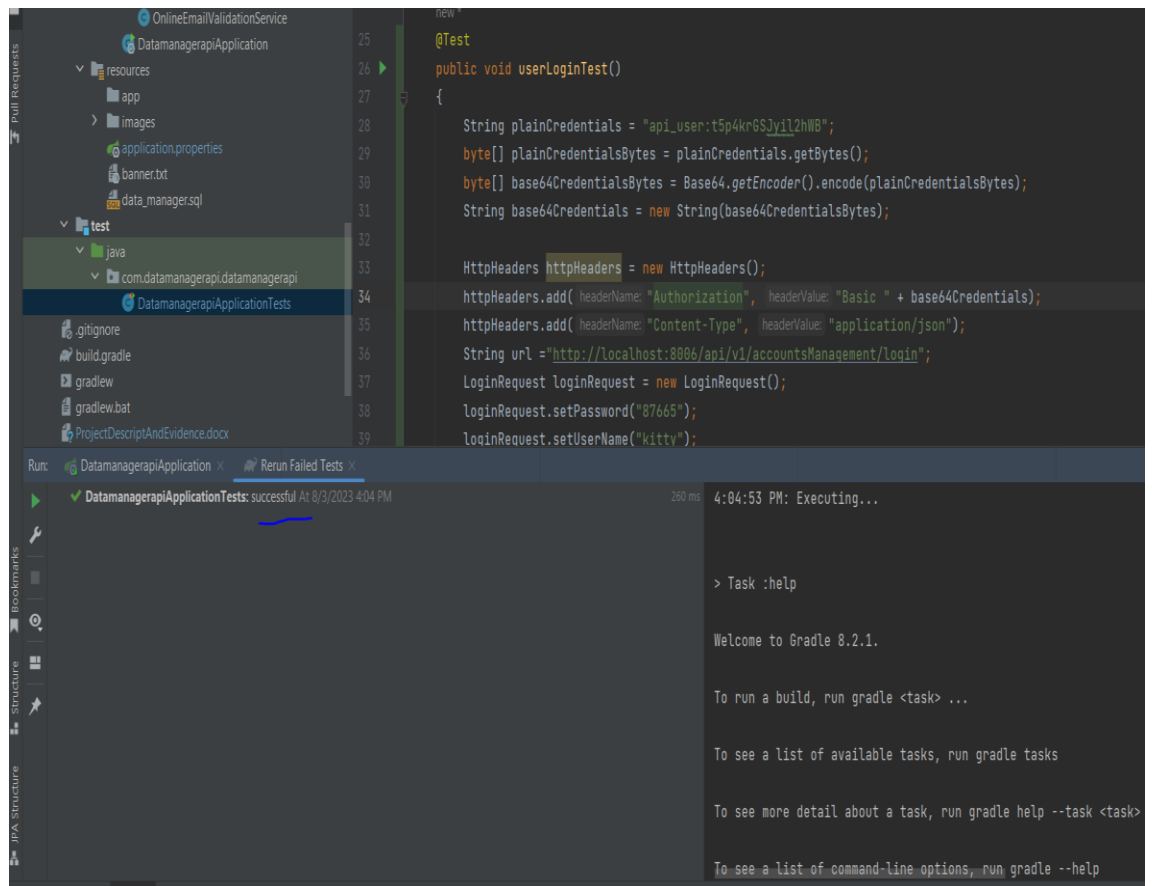 new *
OnlineEmailValidationService
DatamanagerapiApplication
resources
app
images
application.properties
banner.txt
data_manager.sql
test
java
com.datamanagerapi.datamanagerapi
DatamanagerapiApplicationTests
.gitignore
build.gradle
gradlew
gradlew.bat
ProjectDescriptAndEvidence.docx
Pull Requests
25 @Test
26 public void userLoginTest()
27 {
28 String plainCredentials = "api_user:t5p4krGSJyil2hWB";
29 byte[] plainCredentialsBytes = plainCredentials.getBytes();
30 byte[] base64CredentialsBytes = Base64.getEncoder().encode(plainCredentialsBytes);
31 String base64Credentials = new String(base64CredentialsBytes);
32
33 HttpHeaders httpHeaders = new HttpHeaders();
34 httpHeaders.add( headerName: "Authorization", headerValue: "Basic " + base64Credentials);
35 httpHeaders.add( headerName: "Content-Type", headerValue: "application/json");
36 String url ="http://localhost:8006/api/v1/accountsManagement/login";
37 LoginRequest loginRequest = new LoginRequest();
38 loginRequest.setPassword("87665");
39 loginRequest.setUserName("kitty");
Run: DatamanagerapiApplication × Rerun Failed Tests ×
DatamanagerapiApplicationTests: successful At 8/3/2023 4:04 PM 260 ms
4:04:53 PM: Executing...
> Task :help
Welcome to Gradle 8.2.1.
To run a build, run gradle <task> ...
To see a list of available tasks, run gradle tasks
To see more detail about a task, run gradle help --task <task>
To see a list of command-line options, run gradle --help
Bookmarks
Structure
JPA Structure